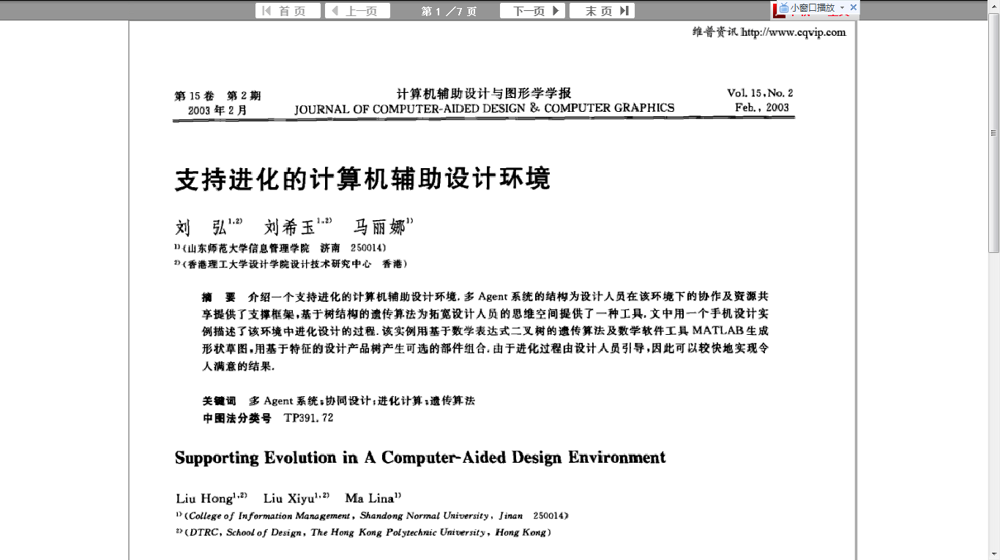 首 页 上一页 第 1 ／7 页 下一页 末 页 小窗口播放
维普资讯 http://www.cqvip.com
第 15 卷 第 2 期 计算机辅助设计与图形学学报 Vol. 15,No. 2
2003 年 2 月 JOURNAL OF COMPUTER-AIDED DESIGN & COMPUTER GRAPHICS Feb., 2003
支持进化的计算机辅助设计环境
刘 弘1,2) 刘希玉1,2) 马丽娜1)
1)(山东师范大学信息管理学院 济南 250014)
2)(香港理工大学设计学院设计技术研究中心 香港)
摘 要 介绍一个支持进化的计算机辅助设计环境. 多 Agent 系统的结构为设计人员在该环境下的协作及资源共
享提供了支撑框架,基于树结构的遗传算法为拓宽设计人员的思维空间提供了一种工具. 文中用一个手机设计实
例描述了该环境中进化设计的过程. 该实例用基于数学表达式二叉树的遗传算法及数学软件工具 MATLAB 生成
形状草图,用基于特征的设计产品树产生可选的部件组合. 由于进化过程由设计人员引导,因此可以较快地实现令
人满意的结果.
关键词 多 Agent 系统;协同设计;进化计算;遗传算法
中图法分类号 TP391. 72
Supporting Evolution in A Computer-Aided Design Environment
Liu Hong1,2) Liu Xiyu1,2) Ma Lina1)
1)(College of Information Management, Shandong Normal University, Jinan 250014)
2)(DTRC, School of Design, The Hong Kong Polytechnic University, Hong Kong)